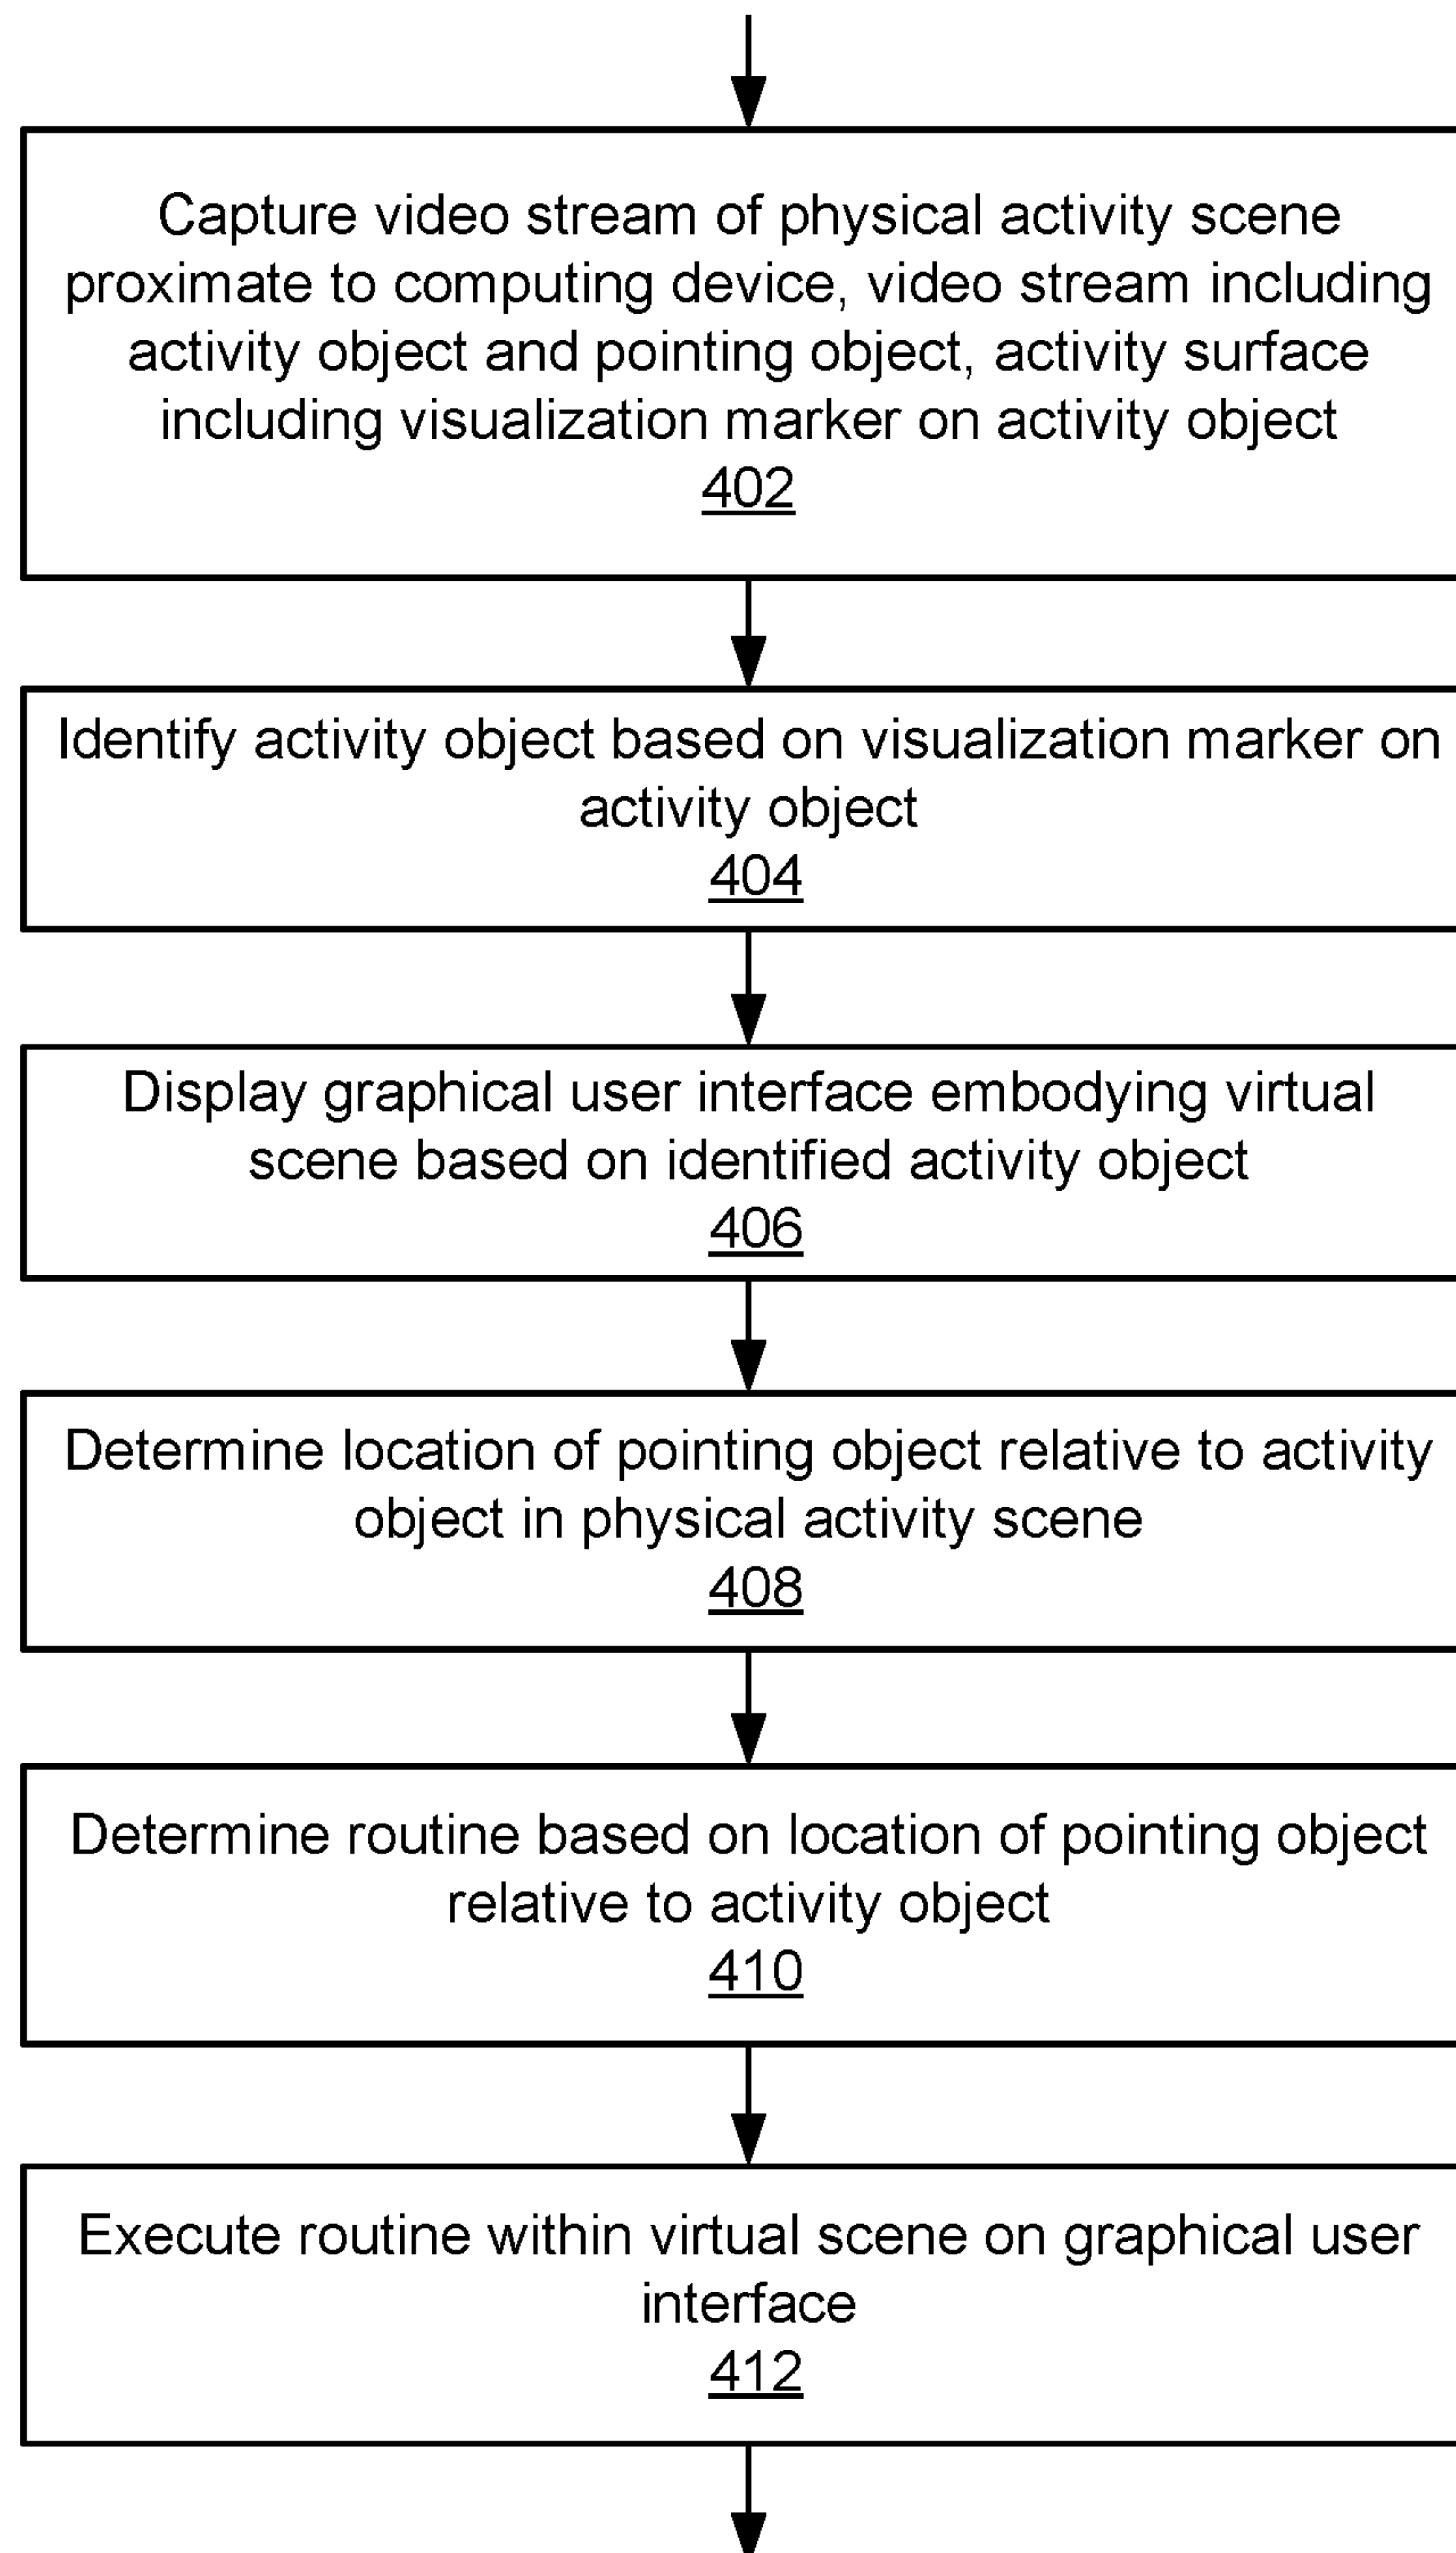 Capture video stream of physical activity scene
proximate to computing device, video stream including
activity object and pointing object, activity surface
including visualization marker on activity object
402
Identify activity object based on visualization marker on
activity object
404
Display graphical user interface embodying virtual
scene based on identified activity object
406
Determine location of pointing object relative to activity
object in physical activity scene
408
Determine routine based on location of pointing object
relative to activity object
410
Execute routine within virtual scene on graphical user
interface
412